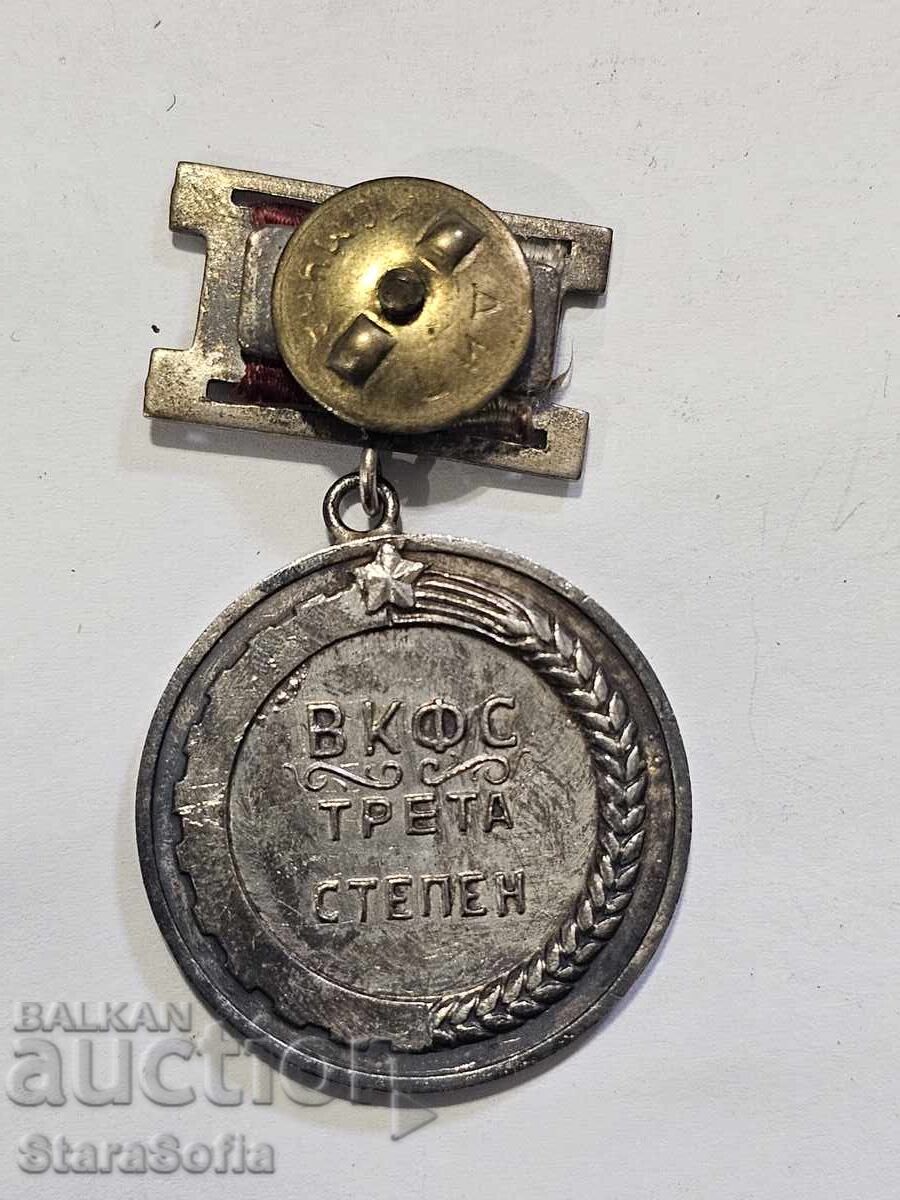 ВКФС
ТРЕТА
СТЕПЕН
BALKAN
auction
StaraSofia